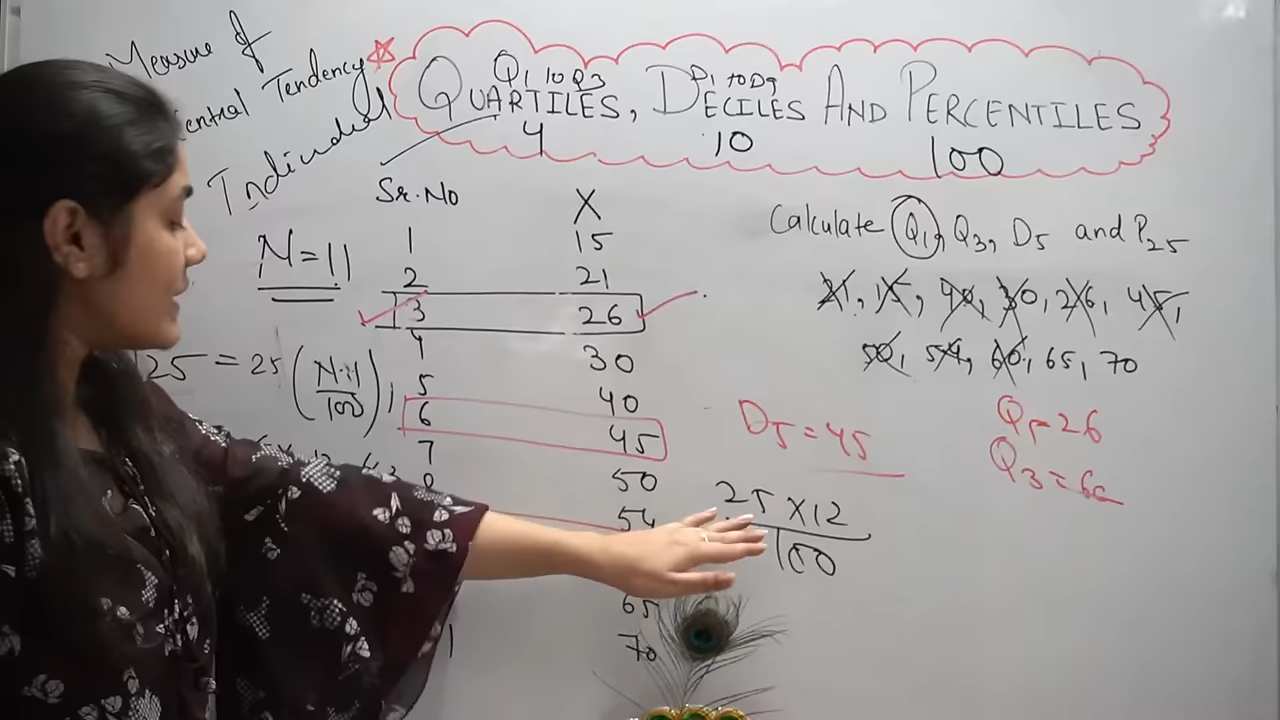 Measure of
Central Tendency
Individual
Q1 to Q3
D1 to D9
QUARTILES, DECILES AND PERCENTILES
4 10 100
Sr.No X
1 15
2 21
3 26
4 30
5 40
6 45
7 50
8 54
65
70
N=11
25 = 25 (N+1/100)
Calculate Q1, Q3, D5 and P25
21, 15, 40, 30, 26, 45,
50, 54, 60, 65, 70
D5 = 45
Q1=26
Q3=60
25 X 12
100